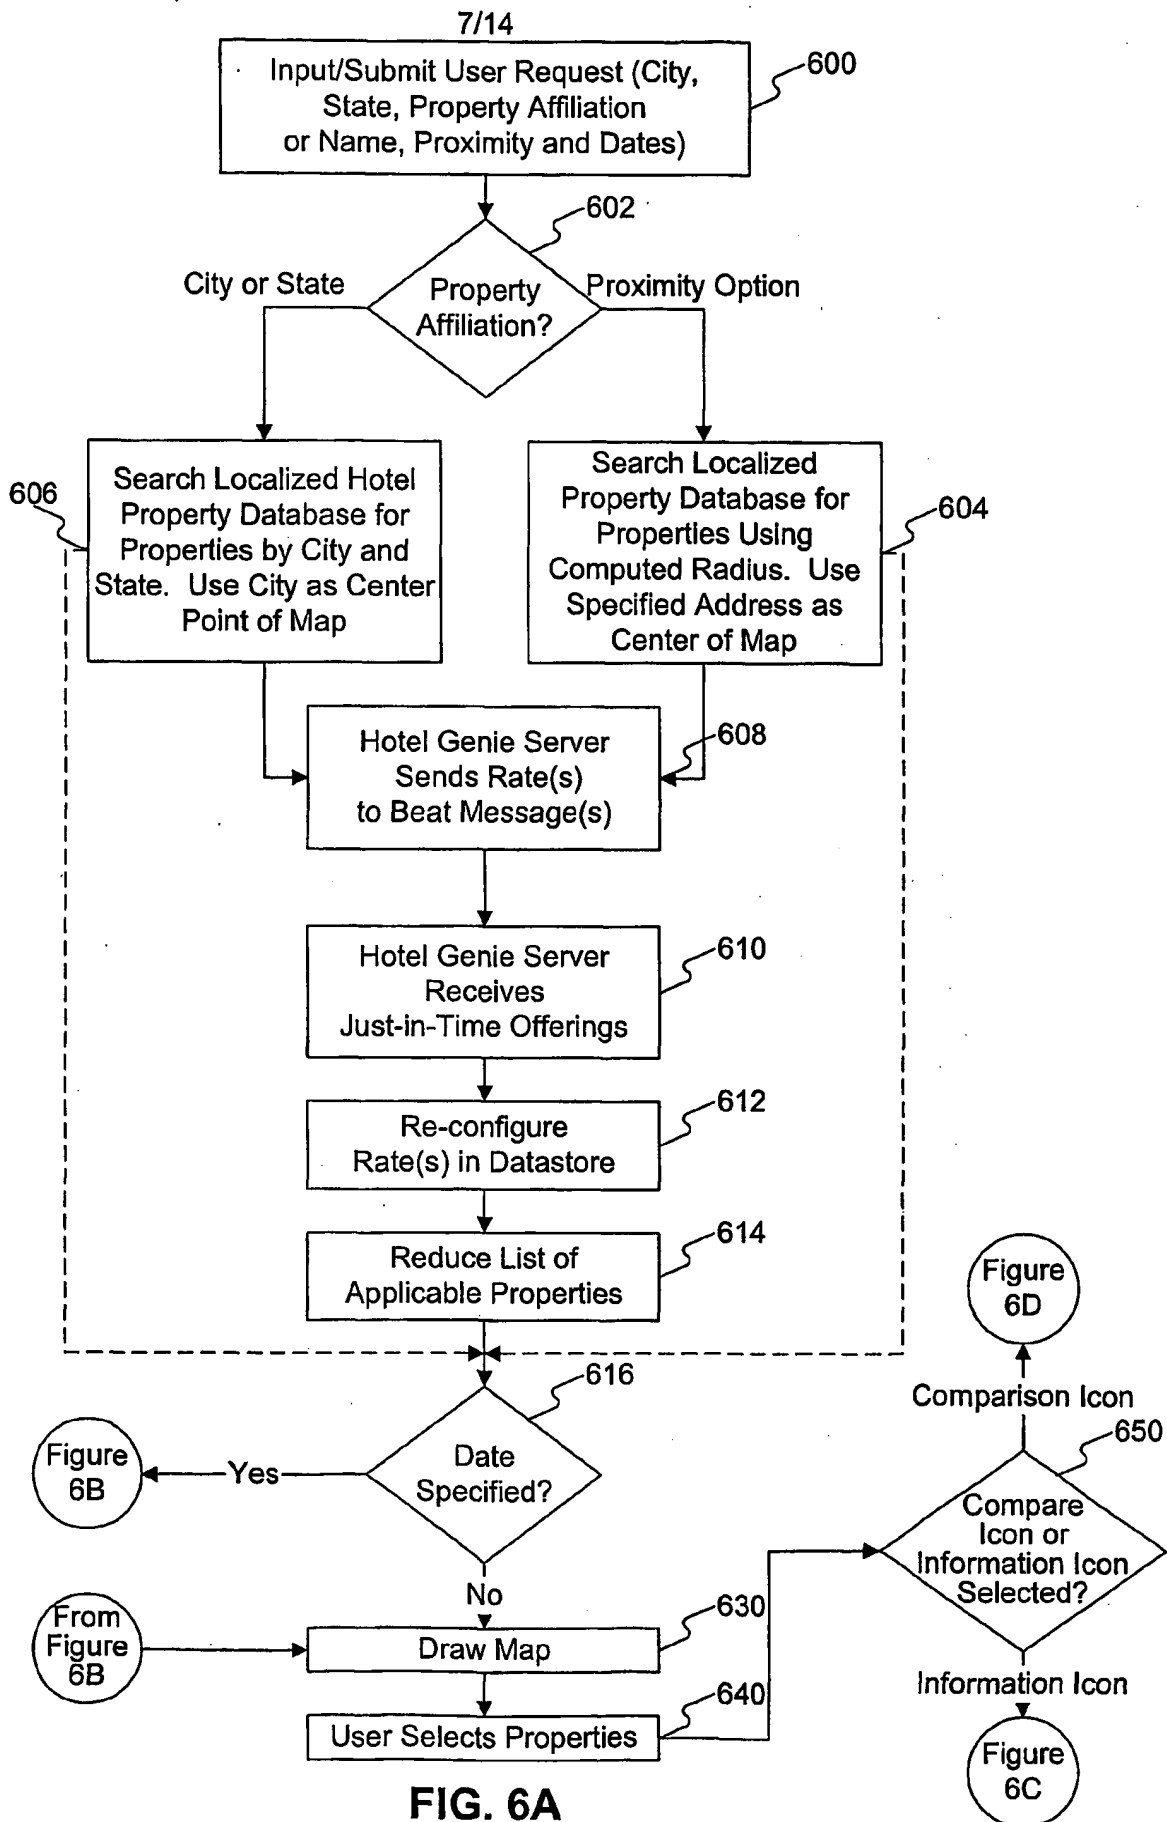 7/14
Input/Submit User Request (City,
State, Property Affiliation
or Name, Proximity and Dates)
600
602
City or State
Property
Affiliation?
Proximity Option
606
Search Localized Hotel
Property Database for
Properties by City and
State. Use City as Center
Point of Map
Search Localized
Property Database for
Properties Using
Computed Radius. Use
Specified Address as
Center of Map
604
Hotel Genie Server
Sends Rate(s)
to Beat Message(s)
608
Hotel Genie Server
Receives
Just-in-Time Offerings
610
Re-configure
Rate(s) in Datastore
612
Reduce List of
Applicable Properties
614
Figure
6D
Comparison Icon
616
Date
Specified?
Yes
Figure
6B
650
Compare
Icon or
Information Icon
Selected?
No
From
Figure
6B
Draw Map
630
User Selects Properties
640
Information Icon
Figure
6C
FIG. 6A